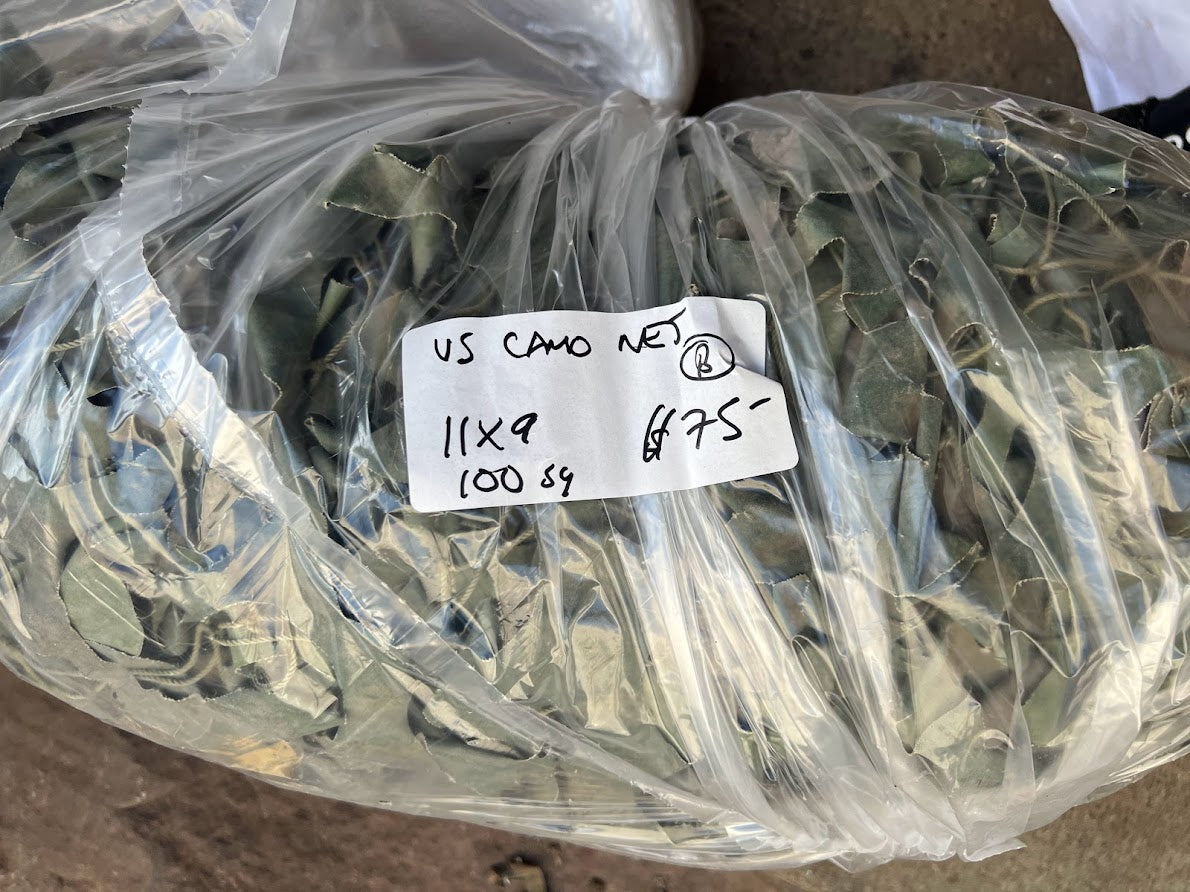 US CAMO NET
B
11X9 $75-
100 sq